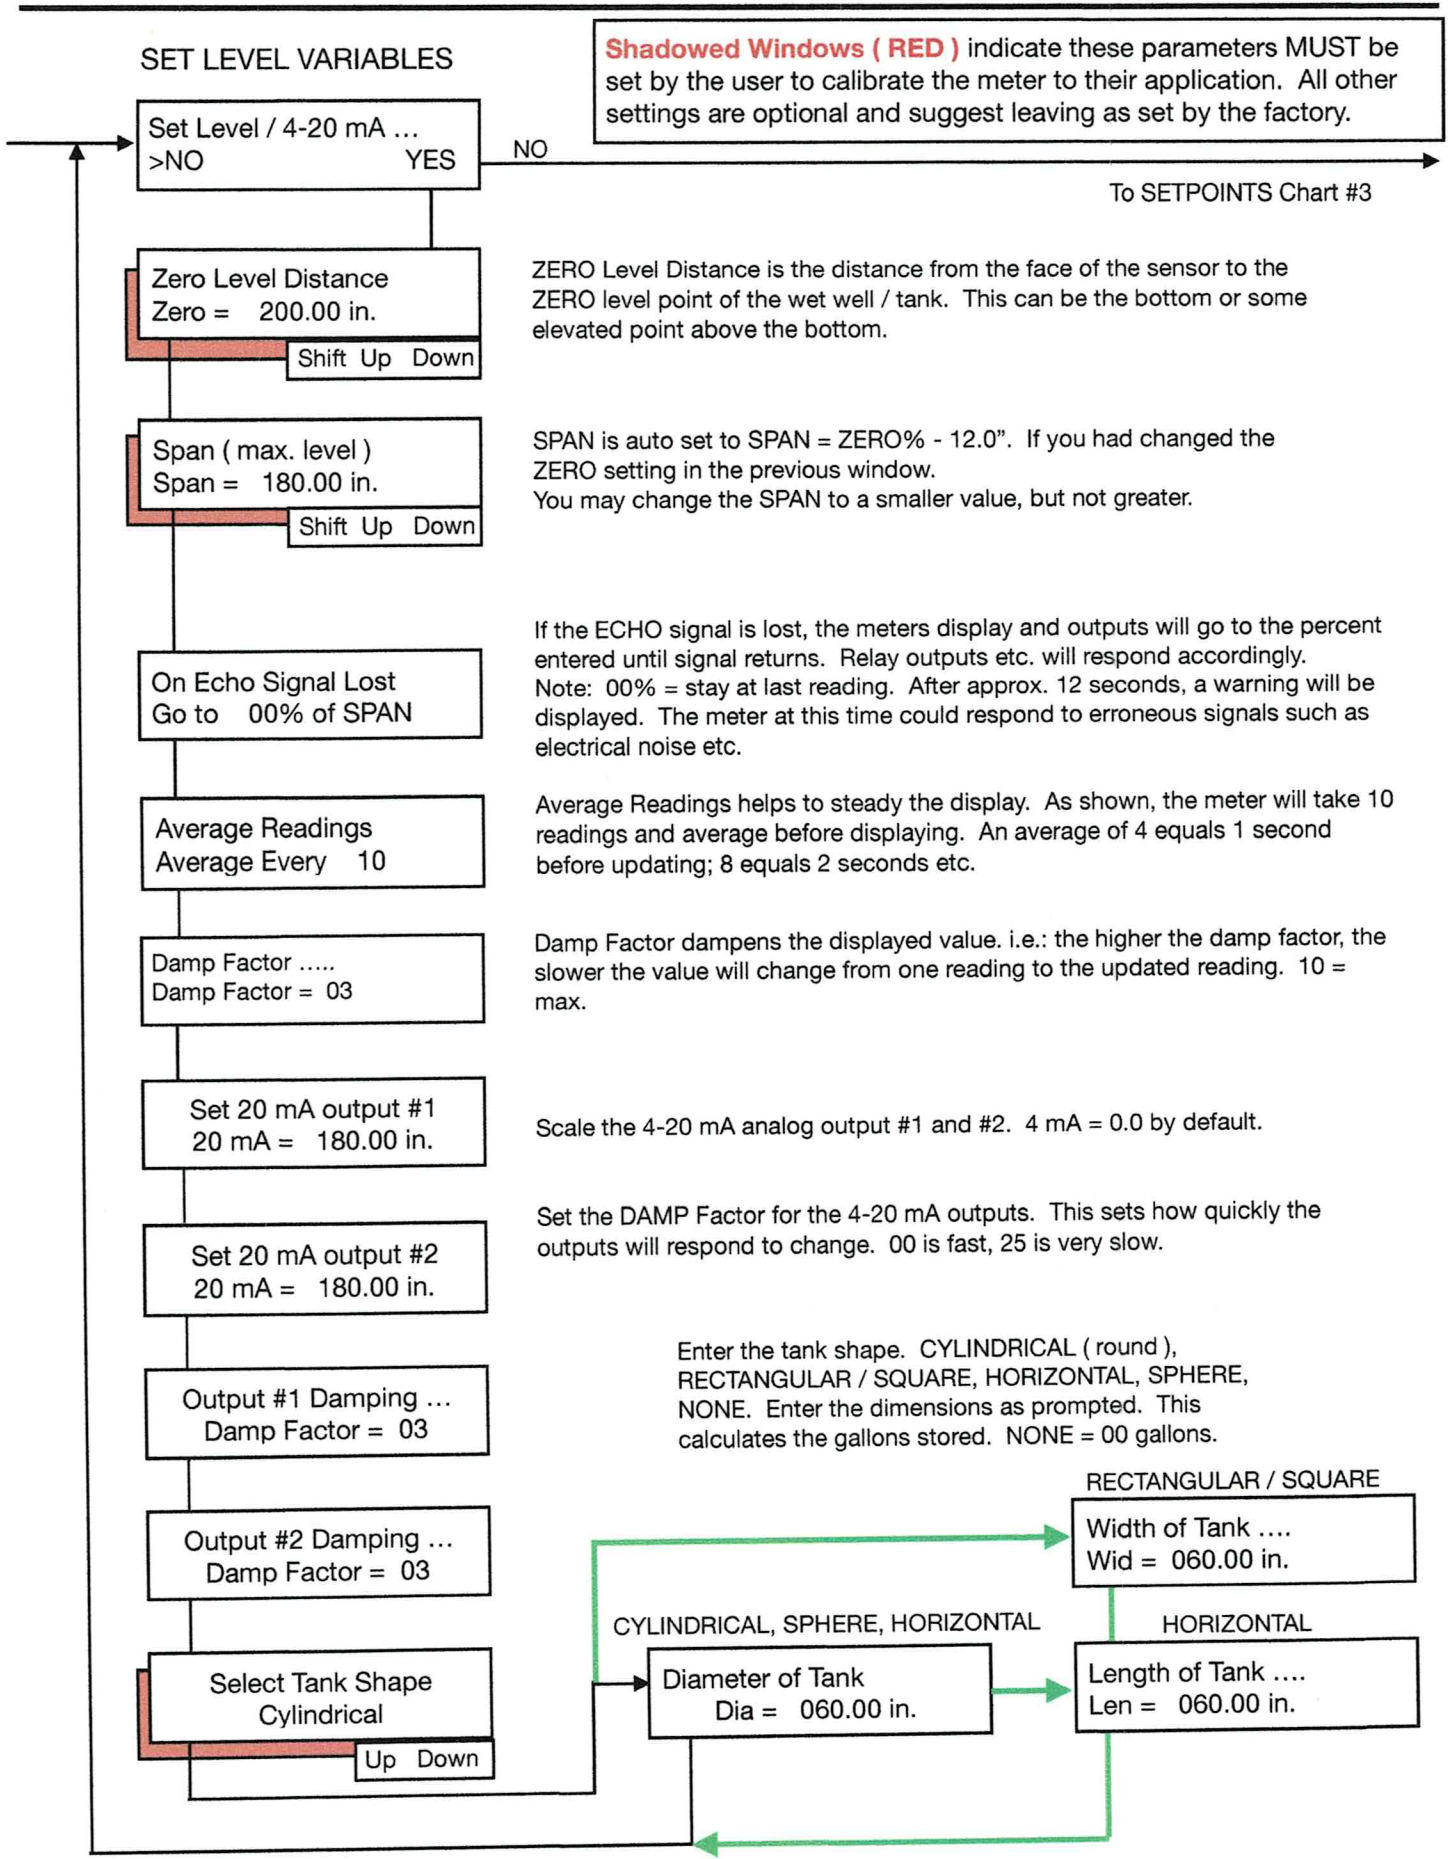 SET LEVEL VARIABLES
Shadowed Windows ( RED ) indicate these parameters MUST be
set by the user to calibrate the meter to their application.  All other
settings are optional and suggest leaving as set by the factory.
Set Level / 4-20 mA ...
>NO YES
NO
To SETPOINTS Chart #3
Zero Level Distance
Zero =   200.00 in.
Shift  Up   Down
ZERO Level Distance is the distance from the face of the sensor to the
ZERO level point of the wet well / tank.  This can be the bottom or some
elevated point above the bottom.
Span ( max. level )
Span =   180.00 in.
Shift  Up   Down
SPAN is auto set to SPAN = ZERO% - 12.0”.  If you had changed the
ZERO setting in the previous window.
You may change the SPAN to a smaller value, but not greater.
On Echo Signal Lost
Go to    00% of SPAN
If the ECHO signal is lost, the meters display and outputs will go to the percent
entered until signal returns.  Relay outputs etc. will respond accordingly.
Note:  00% = stay at last reading.  After approx. 12 seconds, a warning will be
displayed.  The meter at this time could respond to erroneous signals such as
electrical noise etc.
Average Readings
Average Every    10
Average Readings helps to steady the display.  As shown, the meter will take 10
readings and average before displaying.  An average of 4 equals 1 second
before updating; 8 equals 2 seconds etc.
Damp Factor .....
Damp Factor =  03
Damp Factor dampens the displayed value. i.e.: the higher the damp factor, the
slower the value will change from one reading to the updated reading.  10 =
max.
Set 20 mA output #1
20 mA =   180.00 in.
Scale the 4-20 mA analog output #1 and #2.  4 mA = 0.0 by default.
Set 20 mA output #2
20 mA =   180.00 in.
Set the DAMP Factor for the 4-20 mA outputs.  This sets how quickly the
outputs will respond to change.  00 is fast, 25 is very slow.
Output #1 Damping ...
Damp Factor =  03
Enter the tank shape.  CYLINDRICAL ( round ),
RECTANGULAR / SQUARE, HORIZONTAL, SPHERE,
NONE.  Enter the dimensions as prompted.  This
calculates the gallons stored.  NONE = 00 gallons.
Output #2 Damping ...
Damp Factor =  03
RECTANGULAR / SQUARE
Width of Tank ....
Wid =  060.00 in.
Select Tank Shape
Cylindrical
Up   Down
CYLINDRICAL, SPHERE, HORIZONTAL
Diameter of Tank
Dia =   060.00 in.
HORIZONTAL
Length of Tank ....
Len =   060.00 in.